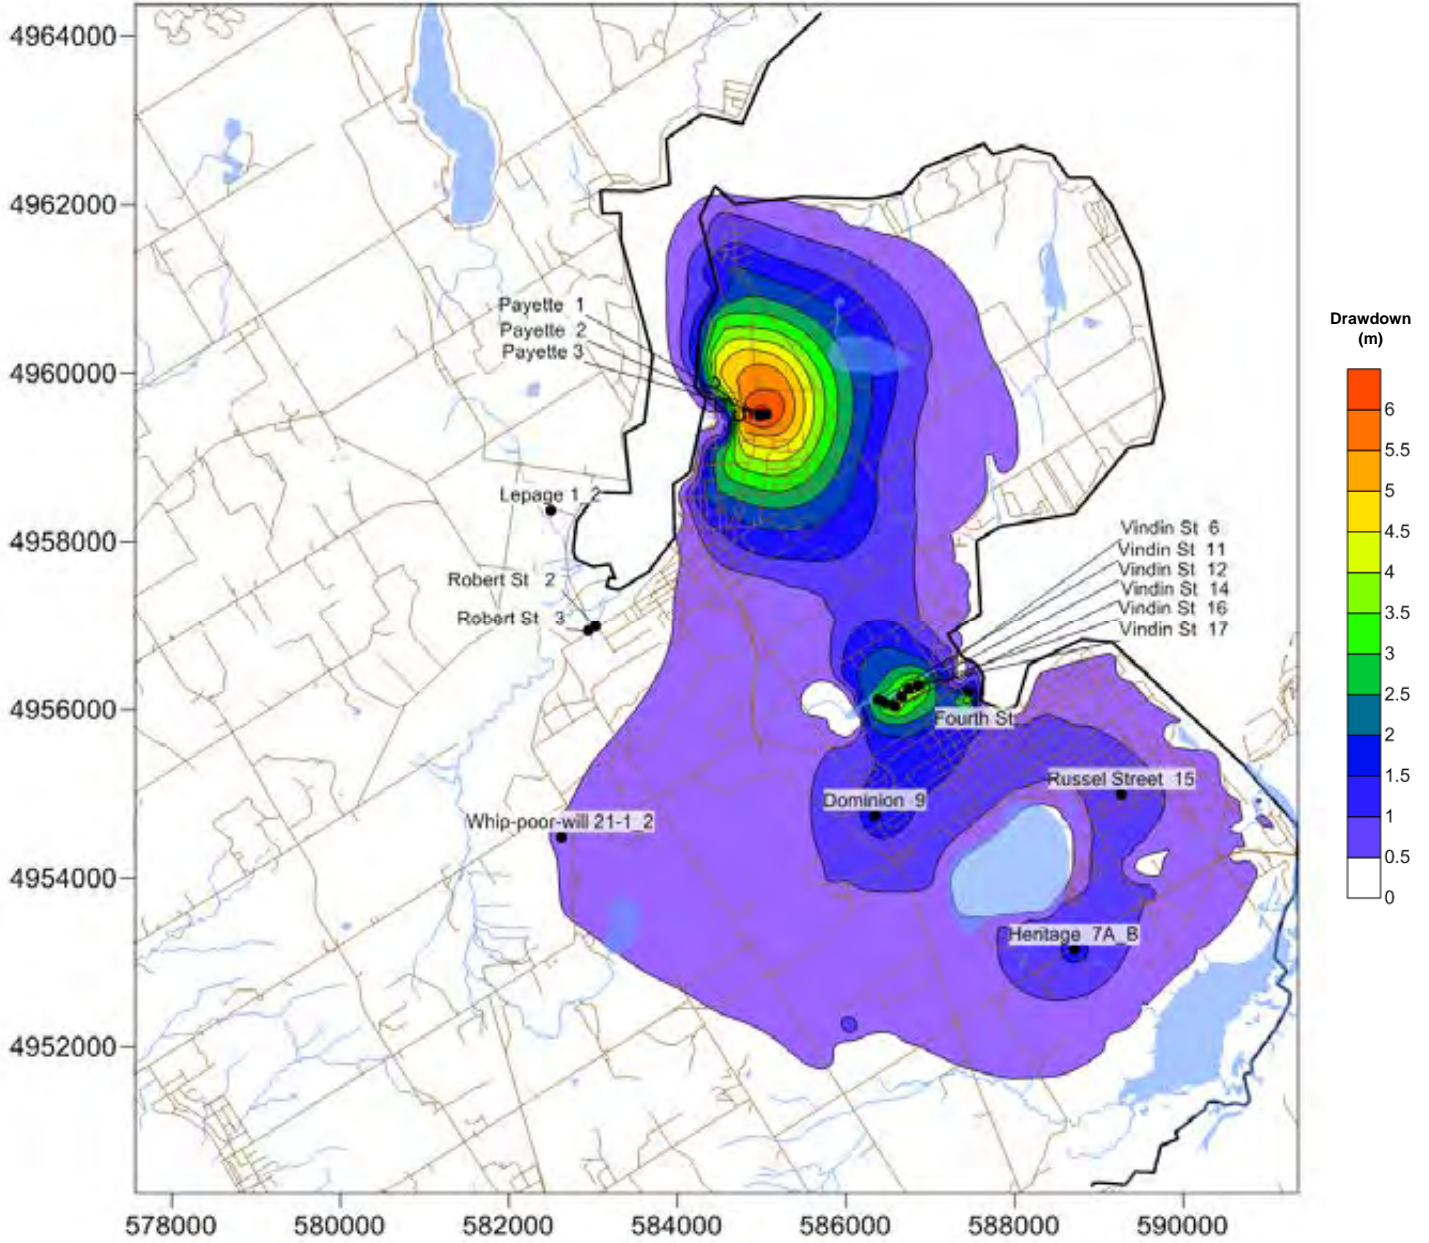 4964000
4962000
4960000
4958000
4956000
4954000
4952000
578000
580000
582000
584000
586000
588000
590000
Payette 1
Payette 2
Payette 3
Lepage 1_2
Robert St 2
Robert St 3
Vindin St 6
Vindin St 11
Vindin St 12
Vindin St 14
Vindin St 16
Vindin St 17
Fourth St
Russel Street 15
Dominion 9
Whip-poor-will 21-1_2
Heritage 7A_B
Drawdown
(m)
6
5.5
5
4.5
4
3.5
3
2.5
2
1.5
1
0.5
0